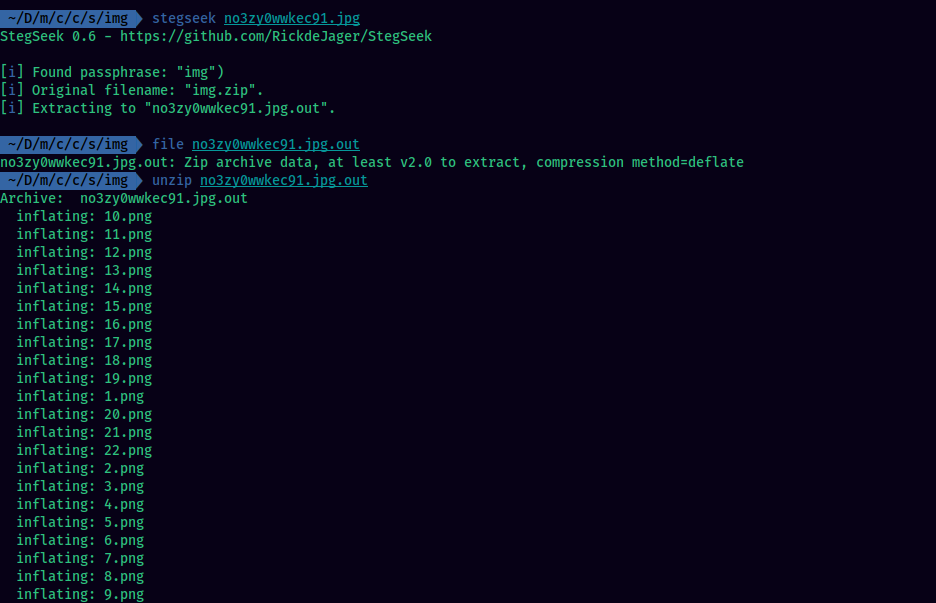 ~/D/m/c/c/s/img stegseek no3zy0wwkec91.jpg
StegSeek 0.6 - https://github.com/RickdeJager/StegSeek
[i] Found passphrase: "img")
[i] Original filename: "img.zip".
[i] Extracting to "no3zy0wwkec91.jpg.out".
~/D/m/c/c/s/img file no3zy0wwkec91.jpg.out
no3zy0wwkec91.jpg.out: Zip archive data, at least v2.0 to extract, compression method=deflate
~/D/m/c/c/s/img unzip no3zy0wwkec91.jpg.out
Archive:  no3zy0wwkec91.jpg.out
  inflating: 10.png
  inflating: 11.png
  inflating: 12.png
  inflating: 13.png
  inflating: 14.png
  inflating: 15.png
  inflating: 16.png
  inflating: 17.png
  inflating: 18.png
  inflating: 19.png
  inflating: 1.png
  inflating: 20.png
  inflating: 21.png
  inflating: 22.png
  inflating: 2.png
  inflating: 3.png
  inflating: 4.png
  inflating: 5.png
  inflating: 6.png
  inflating: 7.png
  inflating: 8.png
  inflating: 9.png